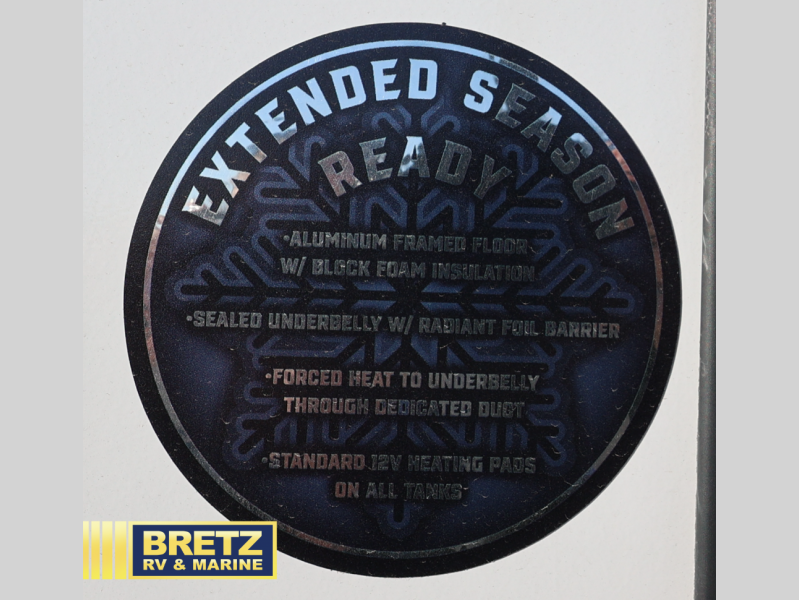 EXTENDED SEASON
READY
•ALUMINUM FRAMED FLOOR
W/ BLOCK FOAM INSULATION
•SEALED UNDERBELLY W/ RADIANT FOIL BARRIER
•FORCED HEAT TO UNDERBELLY
THROUGH DEDICATED DUCT
•STANDARD 12V HEATING PADS
ON ALL TANKS
BRETZ
RV & MARINE